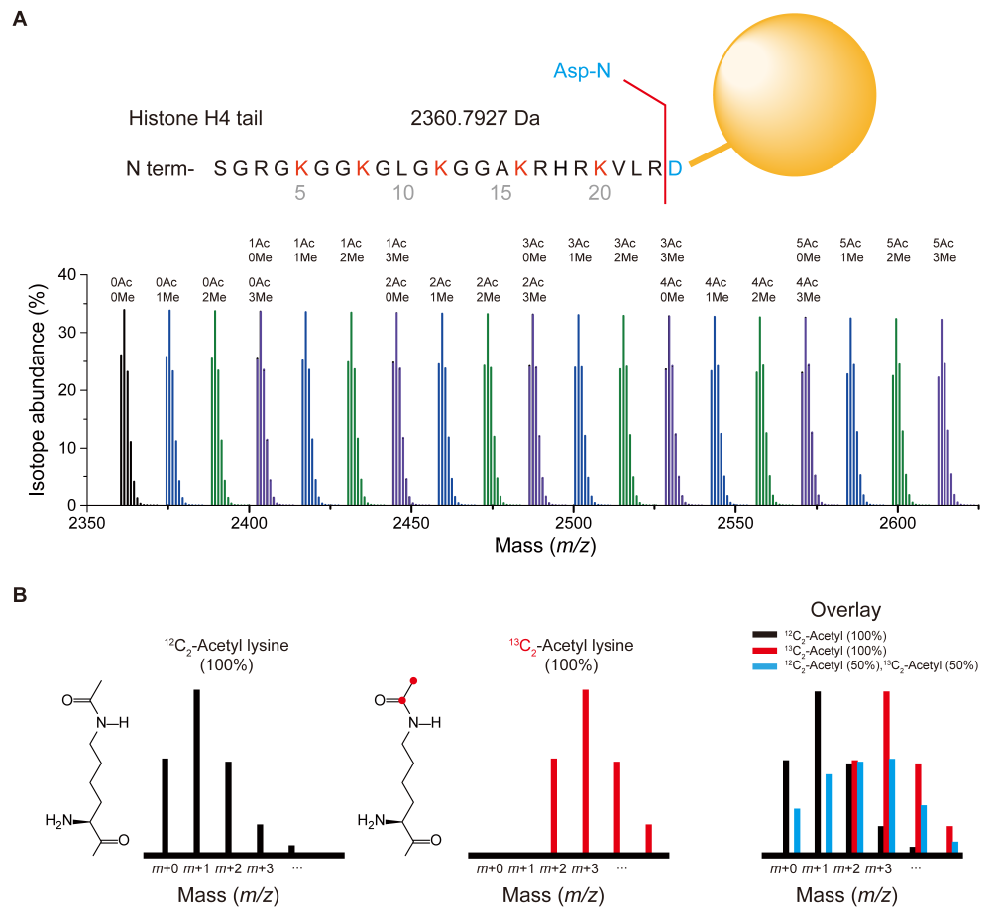 A
Asp-N
Histone H4 tail 2360.7927 Da
N term- S G R G K G G K G L G K G G A K R H R K V L R D
5 10 15 20
1Ac 1Ac 1Ac 1Ac 3Ac 3Ac 3Ac 3Ac 5Ac 5Ac 5Ac 5Ac
0Me 1Me 2Me 3Me 0Me 1Me 2Me 3Me 0Me 1Me 2Me 3Me
0Ac 0Ac 0Ac 0Ac 2Ac 2Ac 2Ac 2Ac 4Ac 4Ac 4Ac 4Ac
0Me 1Me 2Me 3Me 0Me 1Me 2Me 3Me 0Me 1Me 2Me 3Me
Isotope abundance (%)
40
30
20
10
0
2350 2400 2450 2500 2550 2600
Mass (m/z)
B
¹²C₂-Acetyl lysine
(100%)
O N H
H₂N O
m+0 m+1 m+2 m+3 ...
Mass (m/z)
¹³C₂-Acetyl lysine
(100%)
O N H
H₂N O
m+0 m+1 m+2 m+3 ...
Mass (m/z)
Overlay
¹²C₂-Acetyl (100%)
¹³C₂-Acetyl (100%)
¹²C₂-Acetyl (50%),¹³C₂-Acetyl (50%)
m+0 m+1 m+2 m+3 ...
Mass (m/z)